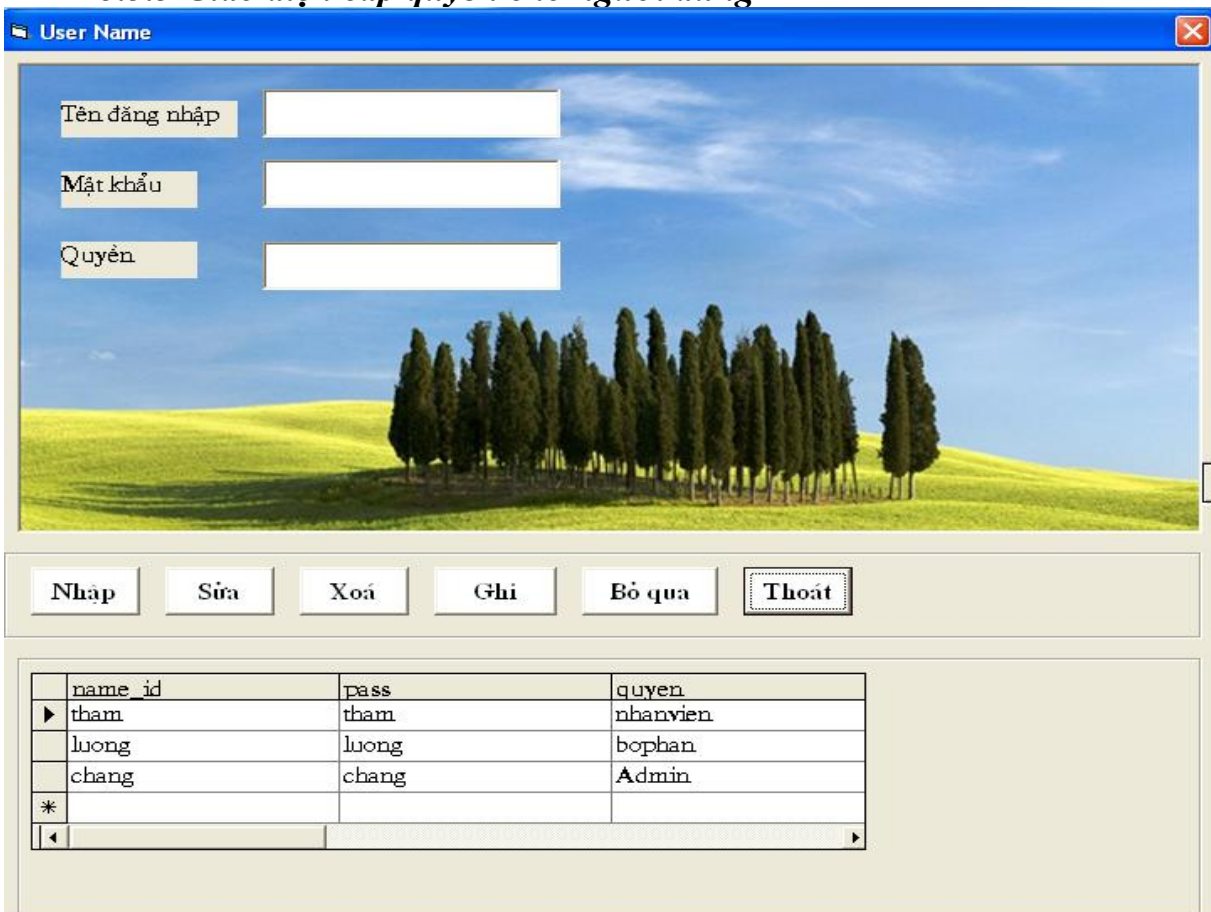 User Name
Tên đăng nhập
Mật khẩu
Quyền
Nhập Sửa Xoá Ghi Bỏ qua Thoát
name_id pass quyen
tham tham nhanvien
luong luong bophan
chang chang Admin